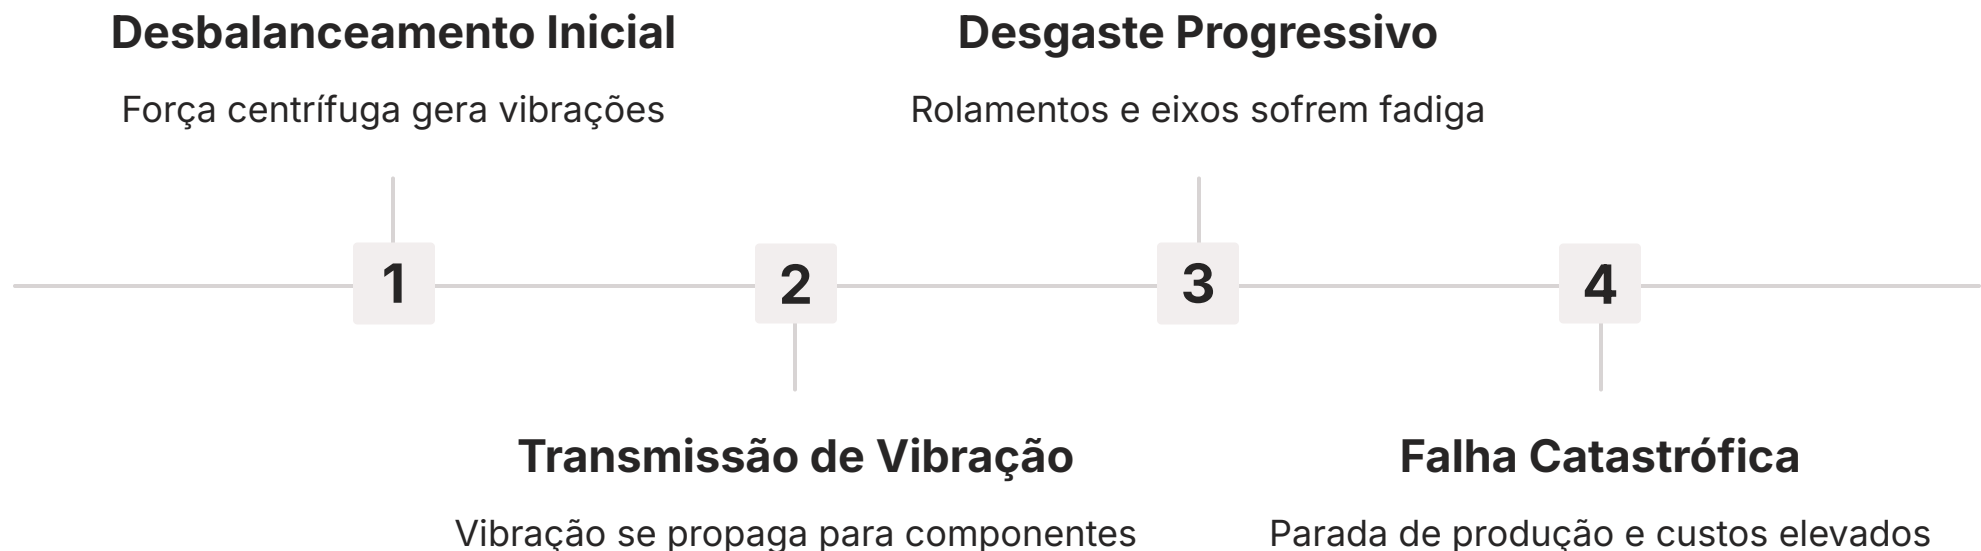 Desbalanceamento Inicial
Força centrífuga gera vibrações
Desgaste Progressivo
Rolamentos e eixos sofrem fadiga
1
2
3
4
Transmissão de Vibração
Vibração se propaga para componentes
Falha Catastrófica
Parada de produção e custos elevados